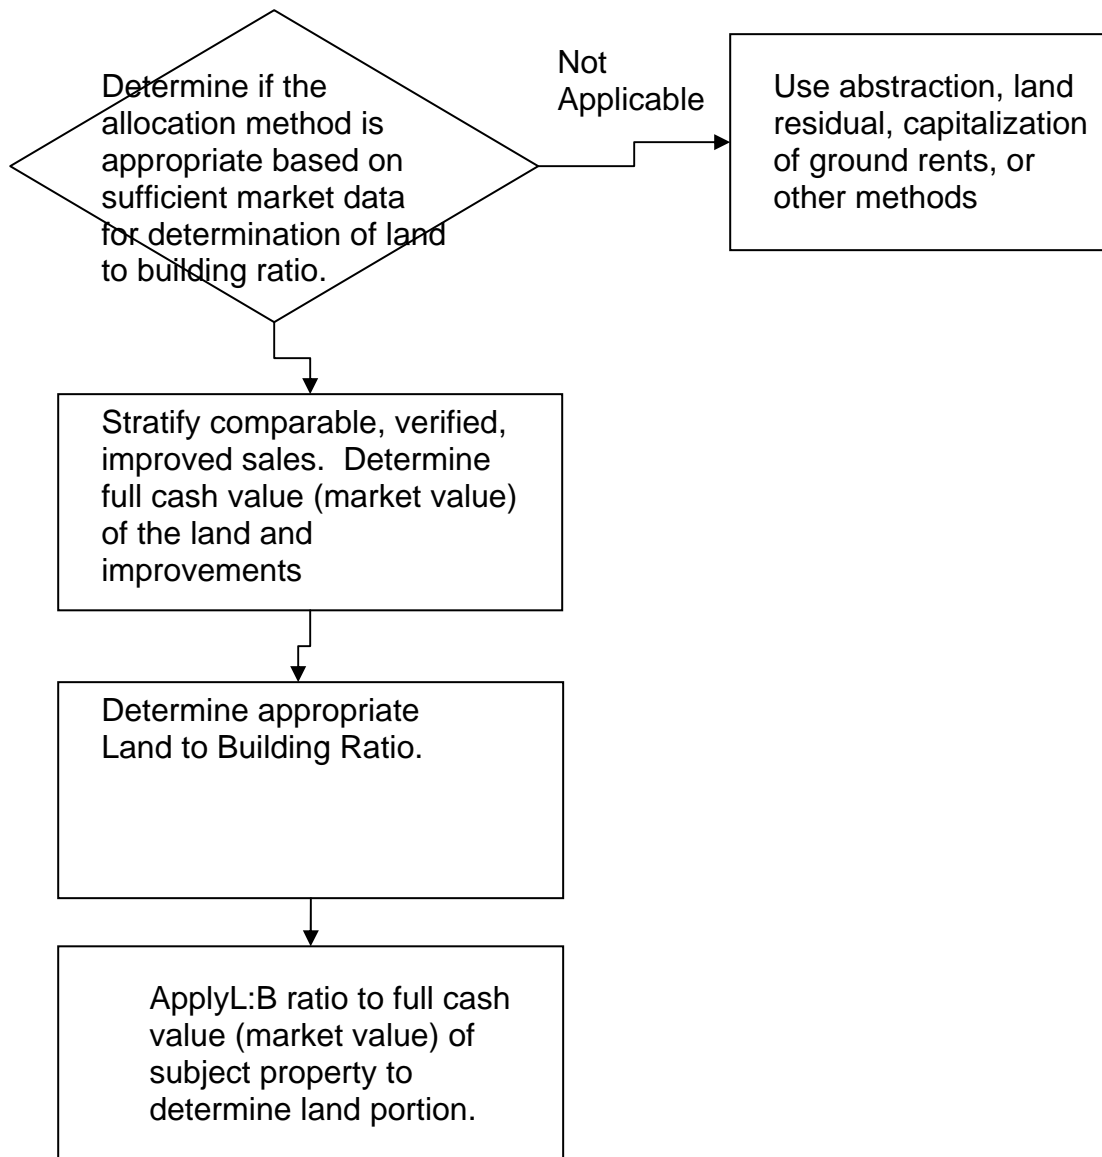 Determine if the
allocation method is
appropriate based on
sufficient market data
for determination of land
to building ratio.
Not
Applicable
Use abstraction, land
residual, capitalization
of ground rents, or
other methods
Stratify comparable, verified,
improved sales.  Determine
full cash value (market value)
of the land and
improvements
Determine appropriate
Land to Building Ratio.
ApplyL:B ratio to full cash
value (market value) of
subject property to
determine land portion.